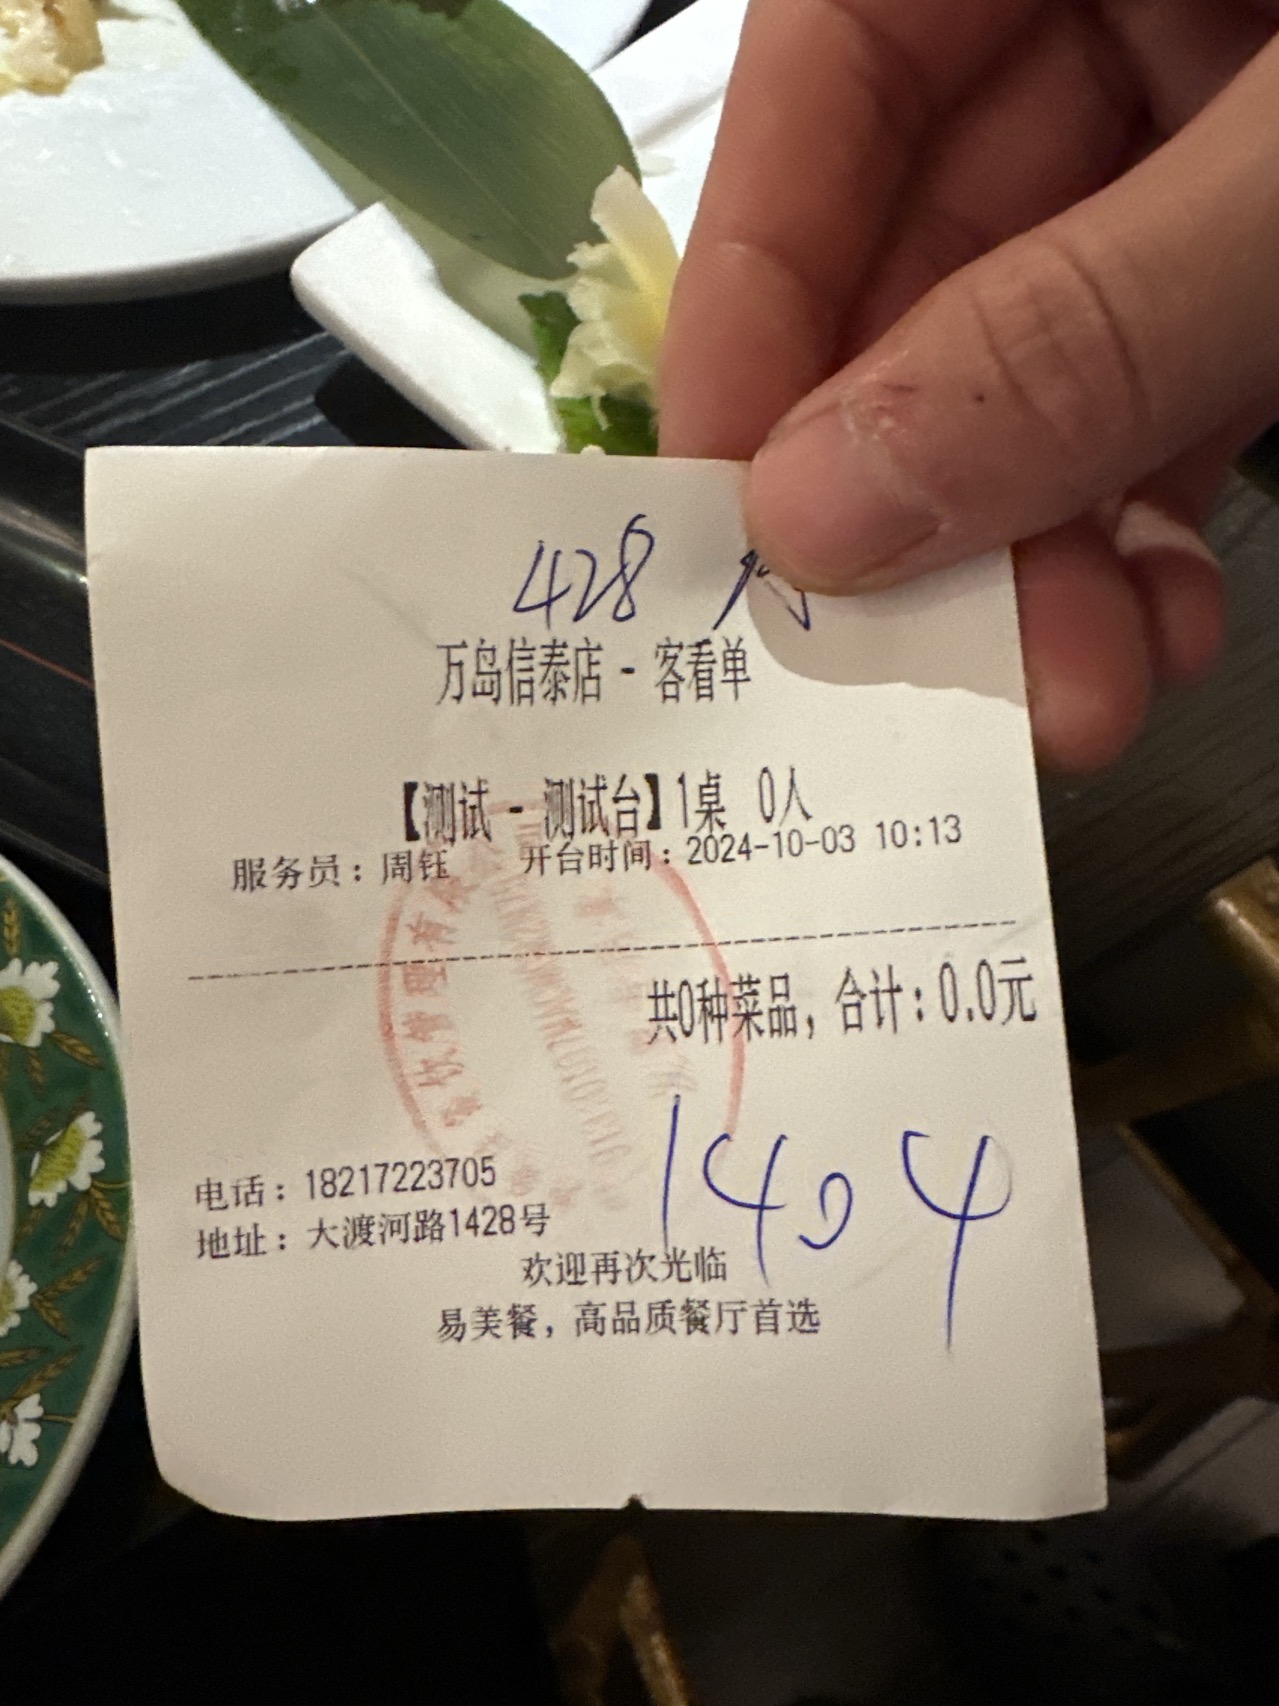 428
万岛信泰店 - 客看单
【测试 - 测试台】1桌 0人
服务员：周钰 开台时间：2024-10-03 10:13
共0种菜品，合计：0.0元
1404
电话：18217223705
地址：大渡河路1428号
欢迎再次光临
易美餐，高品质餐厅首选